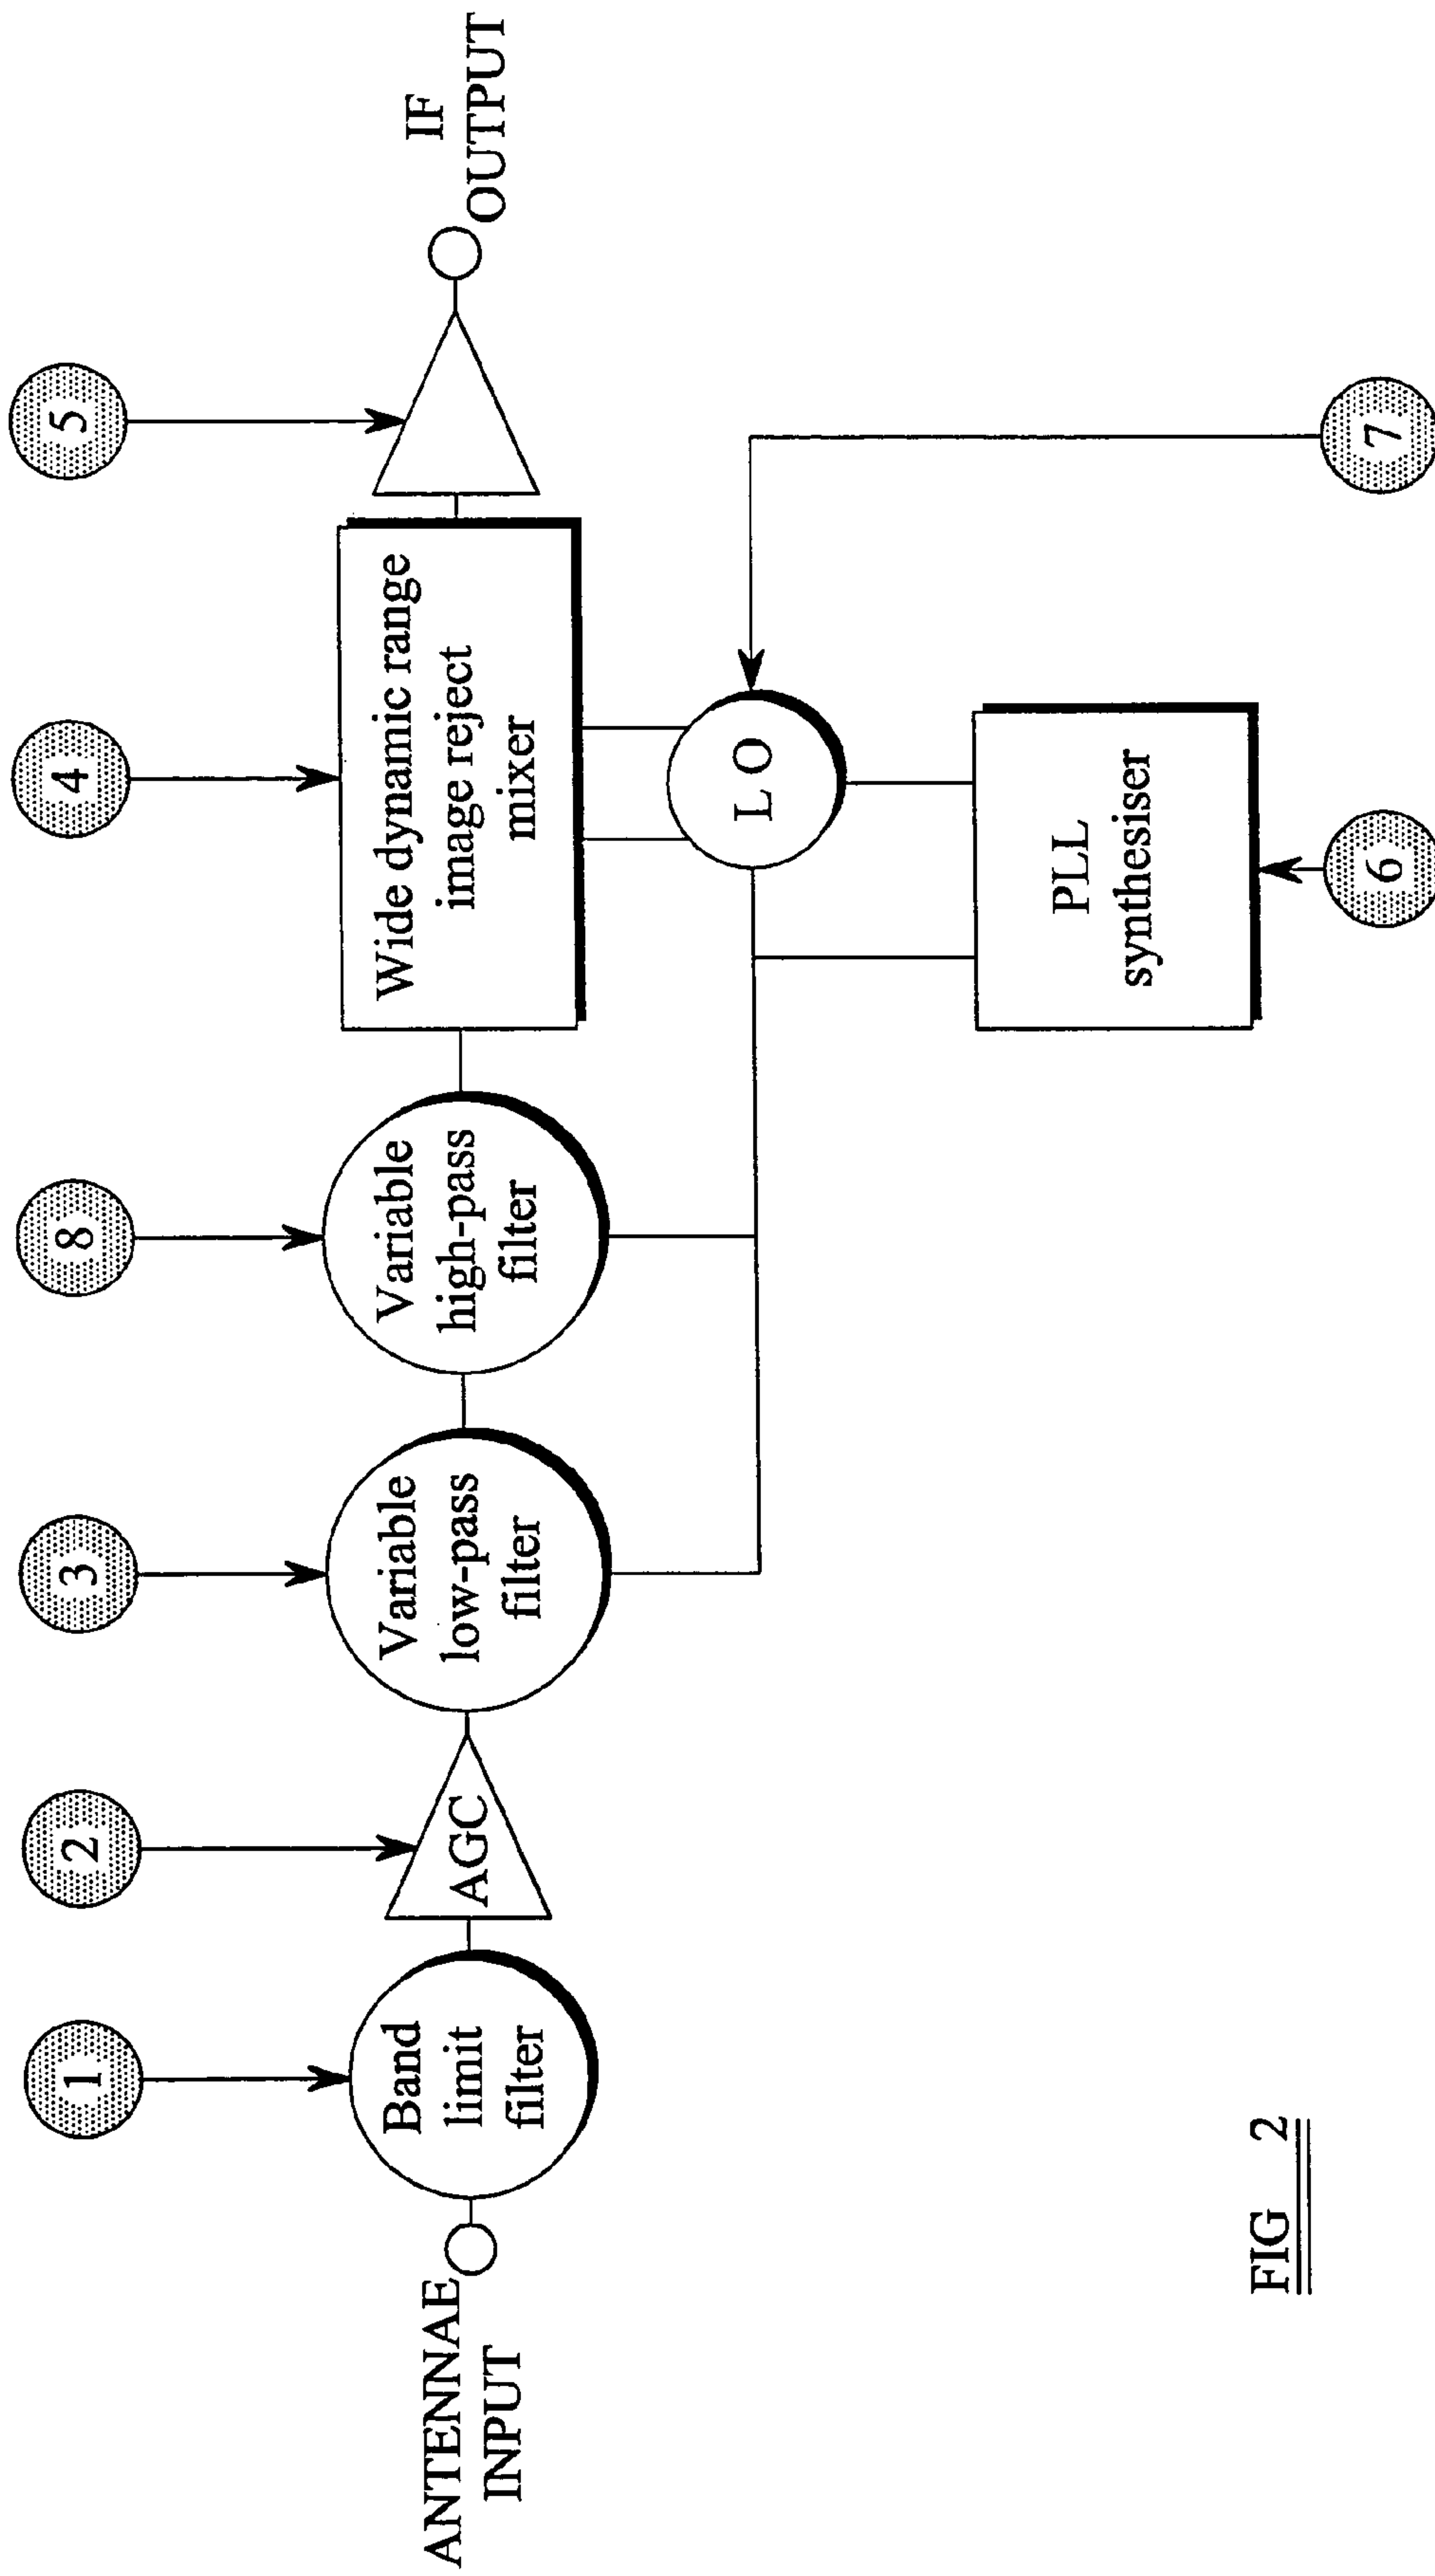 1
2
3
8
4
5
ANTENNAE
INPUT
Band
limit
filter
AGC
Variable
low-pass
filter
Variable
high-pass
filter
Wide dynamic range
image reject
mixer
IF
OUTPUT
L O
PLL
synthesiser
6
7
FIG 2